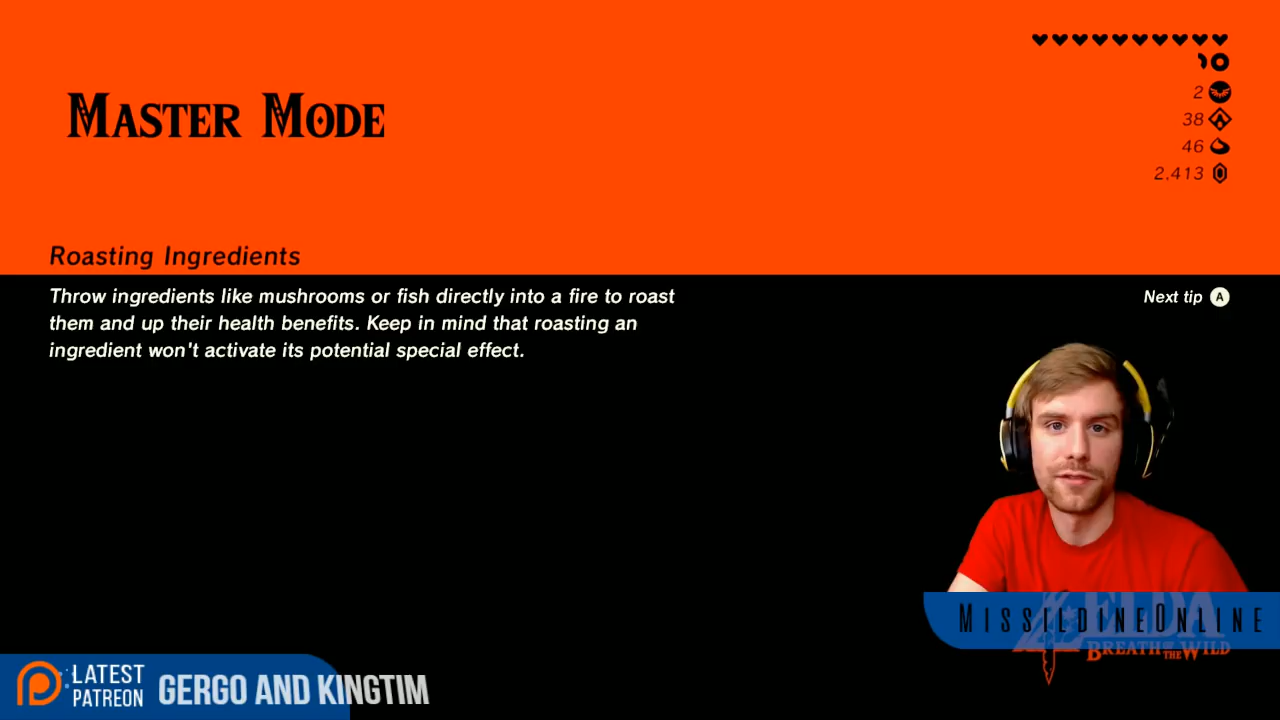 MASTER MODE
2
38
46
2,413
Roasting Ingredients
Throw ingredients like mushrooms or fish directly into a fire to roast
them and up their health benefits. Keep in mind that roasting an
ingredient won't activate its potential special effect.
Next tip A
ZELDA
MISSILDINEONLINE
BREATH OF THE WILD
LATEST
PATREON
GERGO AND KINGTIM